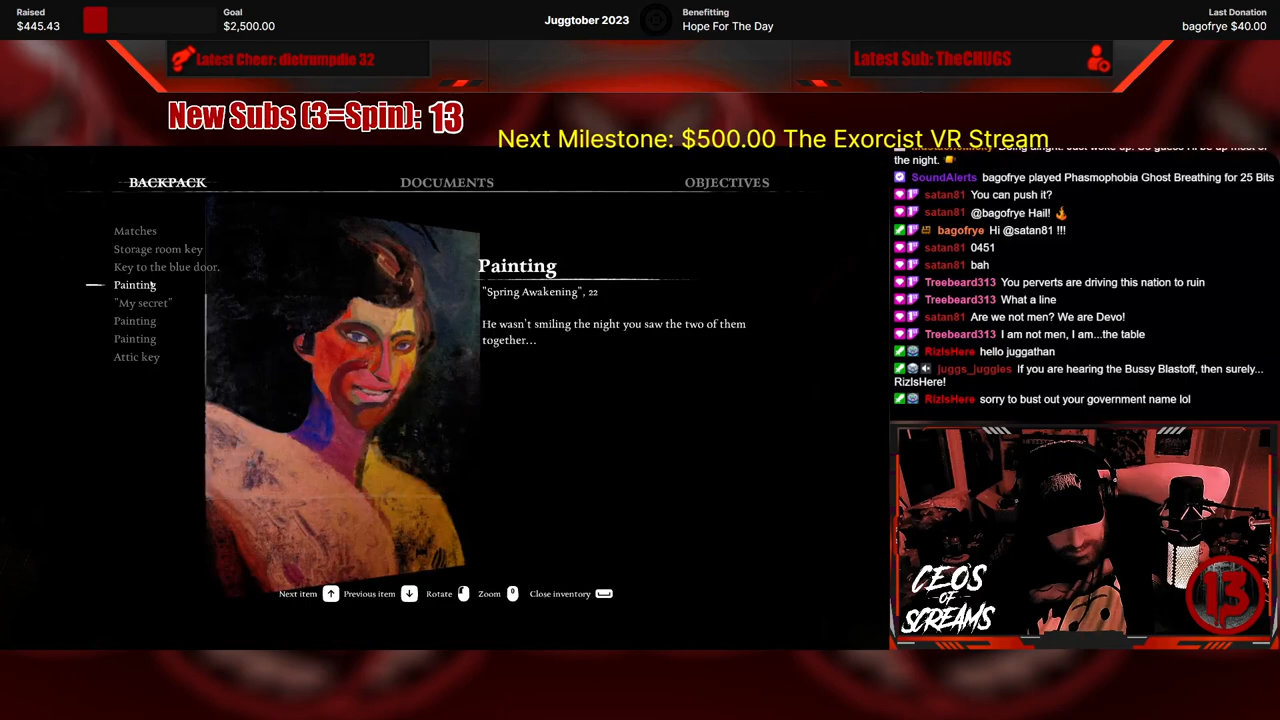 Raised
$445.43
Goal
$2,500.00
Juggtober 2023
Benefitting
Hope For The Day
Last Donation
bagofrye $40.00
Latest Cheer: dietrumpdio 32
Latest Sub: TheCHUGS
New Subs (3=Spin): 13
Next Milestone: $500.00 The Exorcist VR Stream
BACKPACK
DOCUMENTS
OBJECTIVES
Matches
Storage room key
Key to the blue door.
Painting
"My secret"
Painting
Painting
Attic key
Painting
"Spring Awakening", 22
He wasn't smiling the night you saw the two of them
together...
Next item
Previous item
Rotate
Zoom
Close inventory
the night.
SoundAlerts bagofrye played Phasmophobia Ghost Breathing for 25 Bits
satan81 You can push it?
satan81 @bagofrye Hail!
bagofrye Hi @satan81 !!!
satan81 0451
satan81 bah
Treebeard313 You perverts are driving this nation to ruin
Treebeard313 What a line
satan81 Are we not men? We are Devo!
Treebeard313 I am not men, I am...the table
RizIsHere hello juggathan
juggs_juggles If you are hearing the Bussy Blastoff, then surely...
RizIsHere!
RizIsHere sorry to bust out your government name lol
CEOS
OF
SCREAMS
13